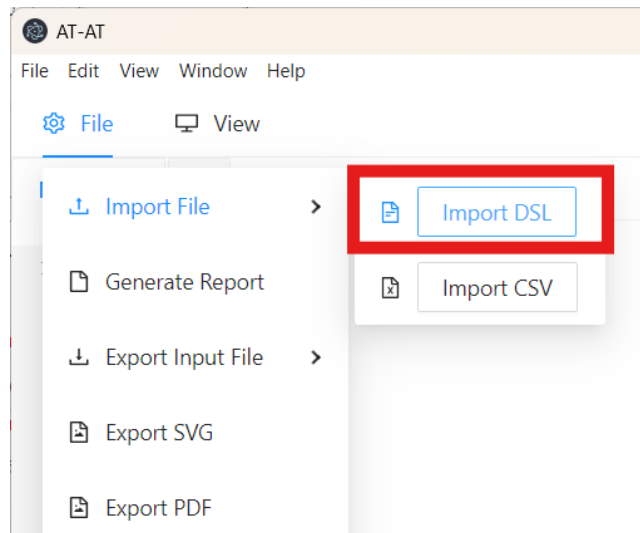 AT-AT
File Edit View Window Help
File View
Import File
Import DSL
Generate Report
Import CSV
Export Input File
Export SVG
Export PDF